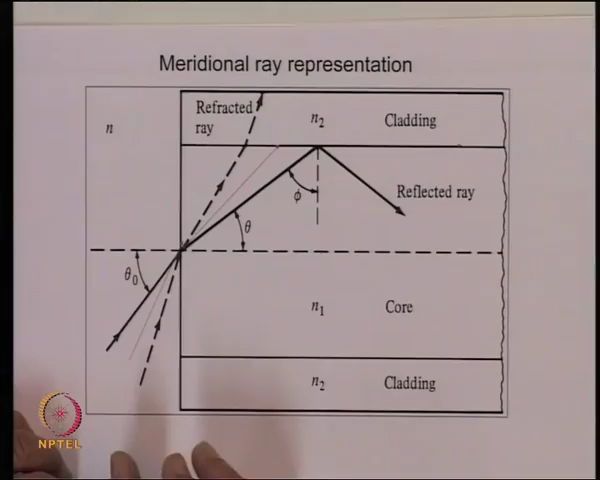 Meridional ray representation
n
Refracted
ray
n₂
Cladding
ϕ
Reflected ray
θ
θ₀
n₁
Core
n₂
Cladding
NPTEL